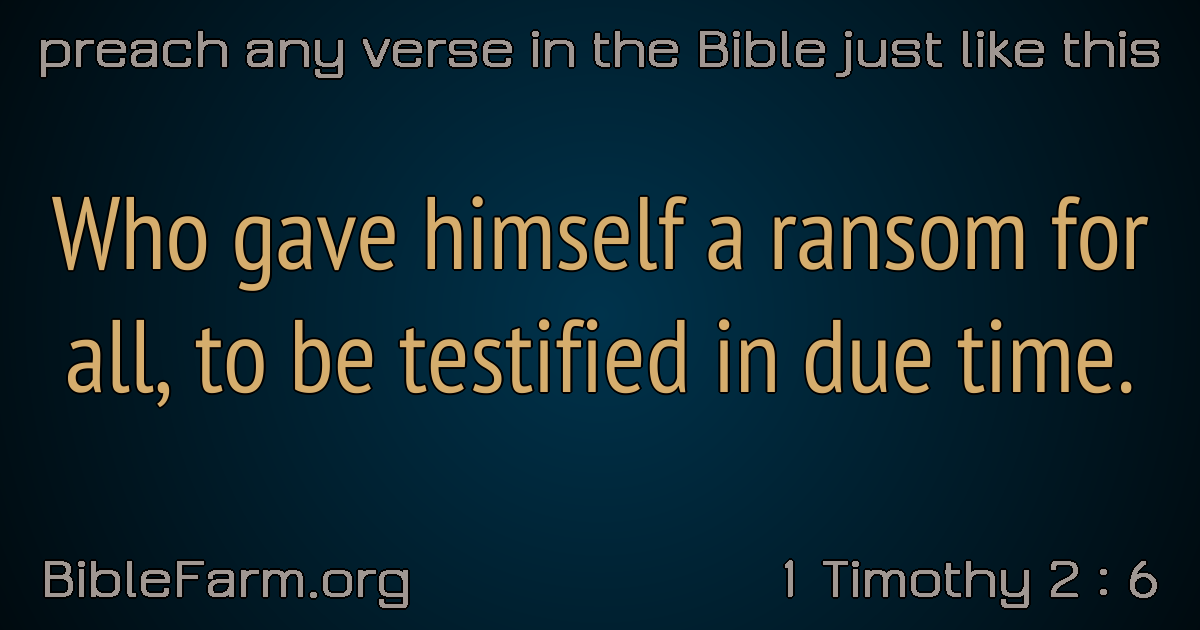 preach any verse in the Bible just like this
Who gave himself a ransom for
all, to be testified in due time.
BibleFarm.org
1 Timothy 2 : 6